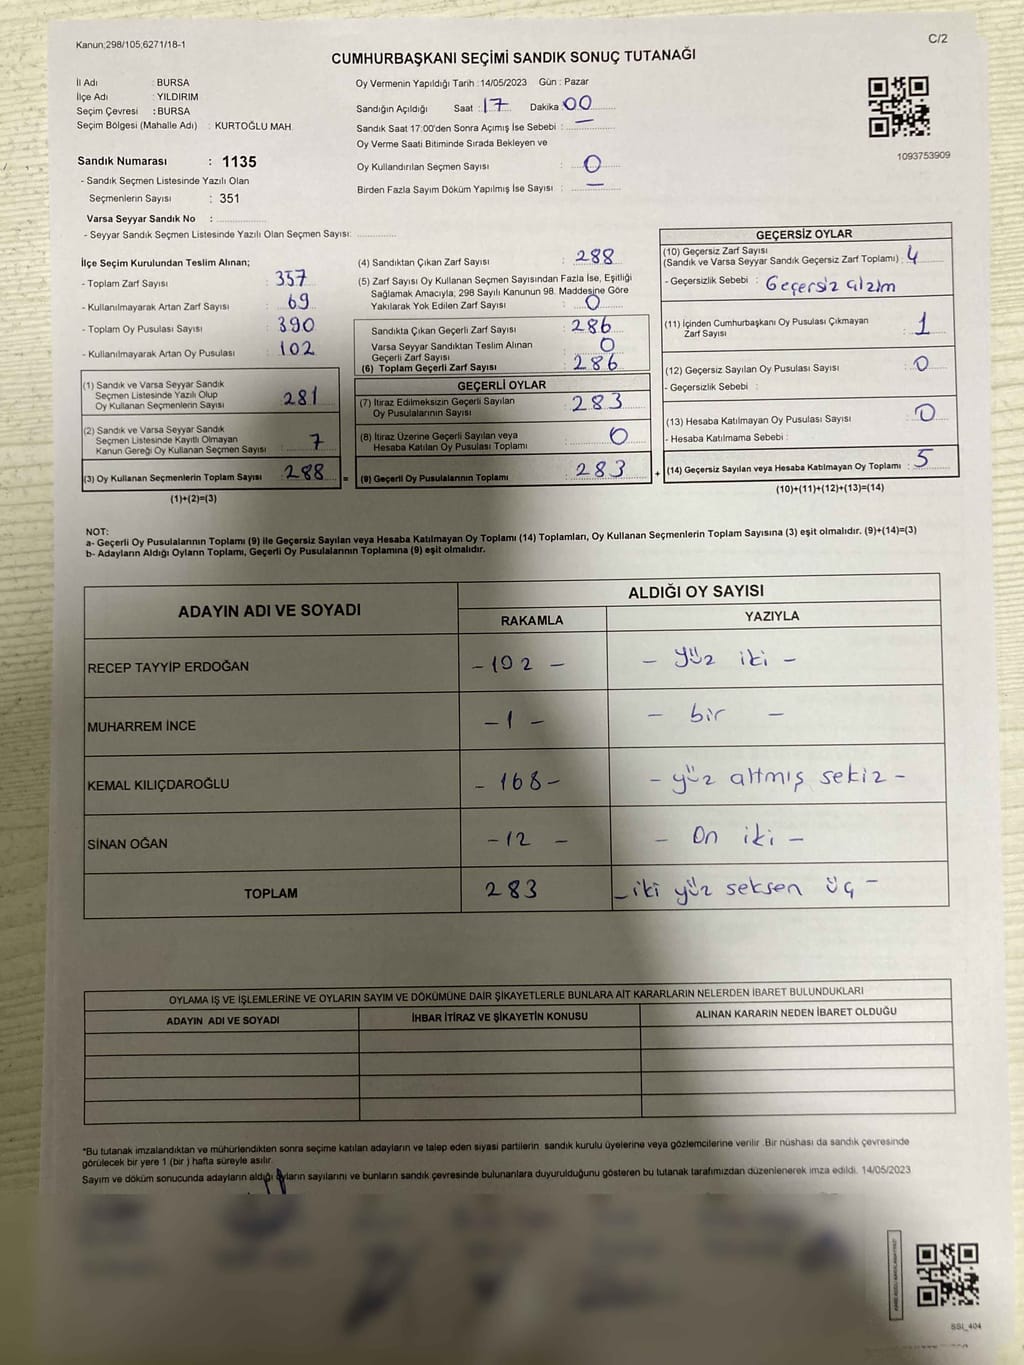 Kanun;298/105,6271/18-1
C/2
CUMHURBAŞKANI SEÇİMİ SANDIK SONUÇ TUTANAĞI
İl Adı : BURSA
İlçe Adı : YILDIRIM
Seçim Çevresi : BURSA
Seçim Bölgesi (Mahalle Adı) : KURTOĞLU MAH.
Oy Vermenin Yapıldığı Tarih :14/05/2023 Gün : Pazar
Sandığın Açıldığı Saat : 17 Dakika : 00
Sandık Saat 17:00'den Sonra Açımış İse Sebebi : —
Oy Verme Saati Bitiminde Sırada Bekleyen ve
Oy Kullandırılan Seçmen Sayısı : 0
Birden Fazla Sayım Döküm Yapılmış İse Sayısı : —
1093753909
Sandık Numarası : 1135
- Sandık Seçmen Listesinde Yazılı Olan
Seçmenlerin Sayısı : 351
Varsa Seyyar Sandık No :
- Seyyar Sandık Seçmen Listesinde Yazılı Olan Seçmen Sayısı:
İlçe Seçim Kurulundan Teslim Alınan;
- Toplam Zarf Sayısı : 357
- Kullanılmayarak Artan Zarf Sayısı : 69
- Toplam Oy Pusulası Sayısı : 390
- Kullanılmayarak Artan Oy Pusulası : 102
(1) Sandık ve Varsa Seyyar Sandık
Seçmen Listesinde Yazılı Olup
Oy Kullanan Seçmenlerin Sayısı : 281
(2) Sandık ve Varsa Seyyar Sandık
Seçmen Listesinde Kayıtlı Olmayan
Kanun Gereği Oy Kullanan Seçmen Sayısı : 7
(3) Oy Kullanan Seçmenlerin Toplam Sayısı : 288
(1)+(2)=(3)
(4) Sandıktan Çıkan Zarf Sayısı : 288
(5) Zarf Sayısı Oy Kullanan Seçmen Sayısından Fazla İse, Eşitliği
Sağlamak Amacıyla; 298 Sayılı Kanunun 98. Maddesine Göre
Yakılarak Yok Edilen Zarf Sayısı : 0
Sandıkta Çıkan Geçerli Zarf Sayısı : 286
Varsa Seyyar Sandıktan Teslim Alınan
Geçerli Zarf Sayısı : 0
(6) Toplam Geçerli Zarf Sayısı : 286
GEÇERLİ OYLAR
(7) İtiraz Edilmeksizin Geçerli Sayılan
Oy Pusulalarının Sayısı : 283
(8) İtiraz Üzerine Geçerli Sayılan veya
Hesaba Katılan Oy Pusulası Toplamı : 0
= (9) Geçerli Oy Pusulalarının Toplamı : 283
GEÇERSİZ OYLAR
(10) Geçersiz Zarf Sayısı
(Sandık ve Varsa Seyyar Sandık Geçersiz Zarf Toplamı) : 4
- Geçersizlik Sebebi : Geçersiz çizim
(11) İçinden Cumhurbaşkanı Oy Pusulası Çıkmayan
Zarf Sayısı : 1
(12) Geçersiz Sayılan Oy Pusulası Sayısı : 0
- Geçersizlik Sebebi :
(13) Hesaba Katılmayan Oy Pusulası Sayısı : 0
- Hesaba Katılmama Sebebi :
+ (14) Geçersiz Sayılan veya Hesaba Katılmayan Oy Toplamı : 5
(10)+(11)+(12)+(13)=(14)
NOT:
a- Geçerli Oy Pusulalarının Toplamı (9) ile Geçersiz Sayılan veya Hesaba Katılmayan Oy Toplamı (14) Toplamları, Oy Kullanan Seçmenlerin Toplam Sayısına (3) eşit olmalıdır. (9)+(14)=(3)
b- Adayların Aldığı Oyların Toplamı, Geçerli Oy Pusulalarının Toplamına (9) eşit olmalıdır.
ADAYIN ADI VE SOYADI
ALDIĞI OY SAYISI
RAKAMLA YAZIYLA
RECEP TAYYİP ERDOĞAN - 102 - - yüz iki -
MUHARREM İNCE - 1 - - bir -
KEMAL KILIÇDAROĞLU - 168 - - yüz altmış sekiz -
SİNAN OĞAN - 12 - - On iki -
TOPLAM 283 - iki yüz seksen üç -
OYLAMA İŞ VE İŞLEMLERİNE VE OYLARIN SAYIM VE DÖKÜMÜNE DAİR ŞİKAYETLERLE BUNLARA AİT KARARLARIN NELERDEN İBARET BULUNDUKLARI
ADAYIN ADI VE SOYADI İHBAR İTİRAZ VE ŞİKAYETİN KONUSU ALINAN KARARIN NEDEN İBARET OLDUĞU
*Bu tutanak imzalandıktan ve mühürlendikten sonra seçime katılan adayların ve talep eden siyasi partilerin sandık kurulu üyelerine veya gözlemcilerine verilir. Bir nüshası da sandık çevresinde
görülecek bir yere 1 (bir ) hafta süreyle asılır.
Sayım ve döküm sonucunda adayların aldığı oyların sayılarını ve bunların sandık çevresinde bulunanlara duyurulduğunu gösteren bu tutanak tarafımızdan düzenlenerek imza edildi. 14/05/2023
SSI_404